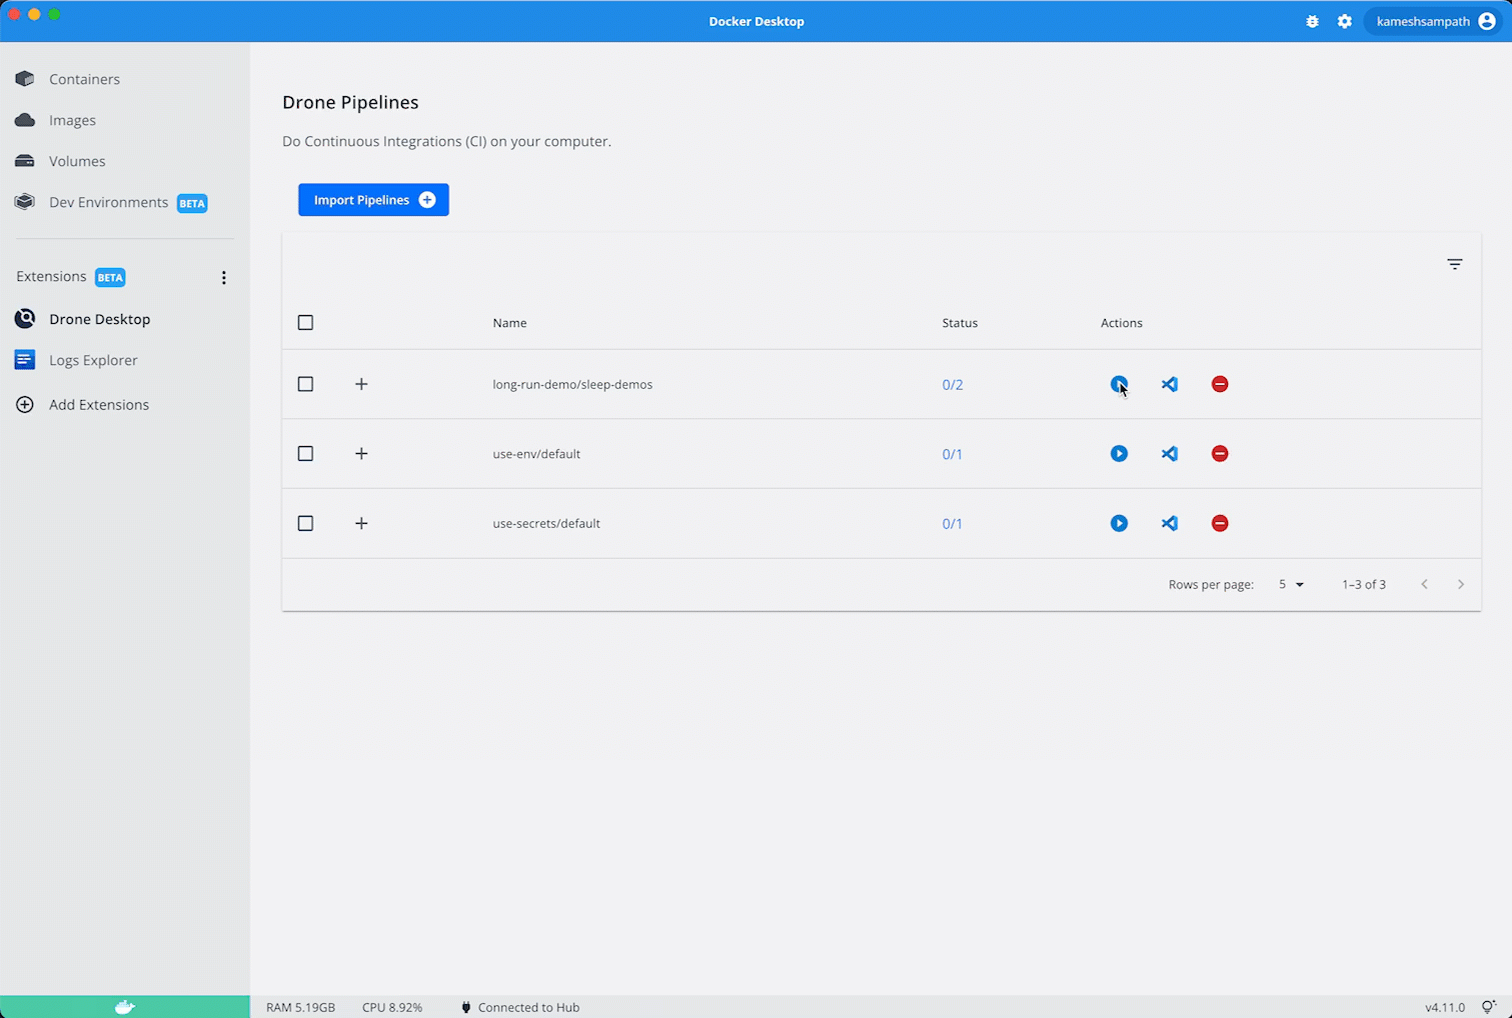 Docker Desktop
kameshsampath
Containers
Images
Volumes
Dev Environments BETA
Extensions BETA
Drone Desktop
Logs Explorer
Add Extensions
Drone Pipelines
Do Continuous Integrations (CI) on your computer.
Import Pipelines
Name Status Actions
long-run-demo/sleep-demos 0/2
use-env/default 0/1
use-secrets/default 0/1
Rows per page: 5 1–3 of 3
RAM 5.19GB CPU 8.92% Connected to Hub v4.11.0